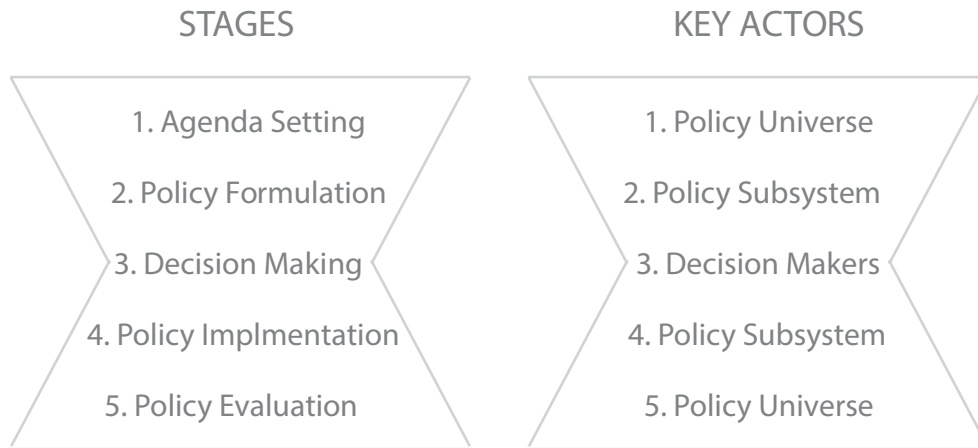 STAGES
1. Agenda Setting
2. Policy Formulation
3. Decision Making
4. Policy Implmentation
5. Policy Evaluation
KEY ACTORS
1. Policy Universe
2. Policy Subsystem
3. Decision Makers
4. Policy Subsystem
5. Policy Universe